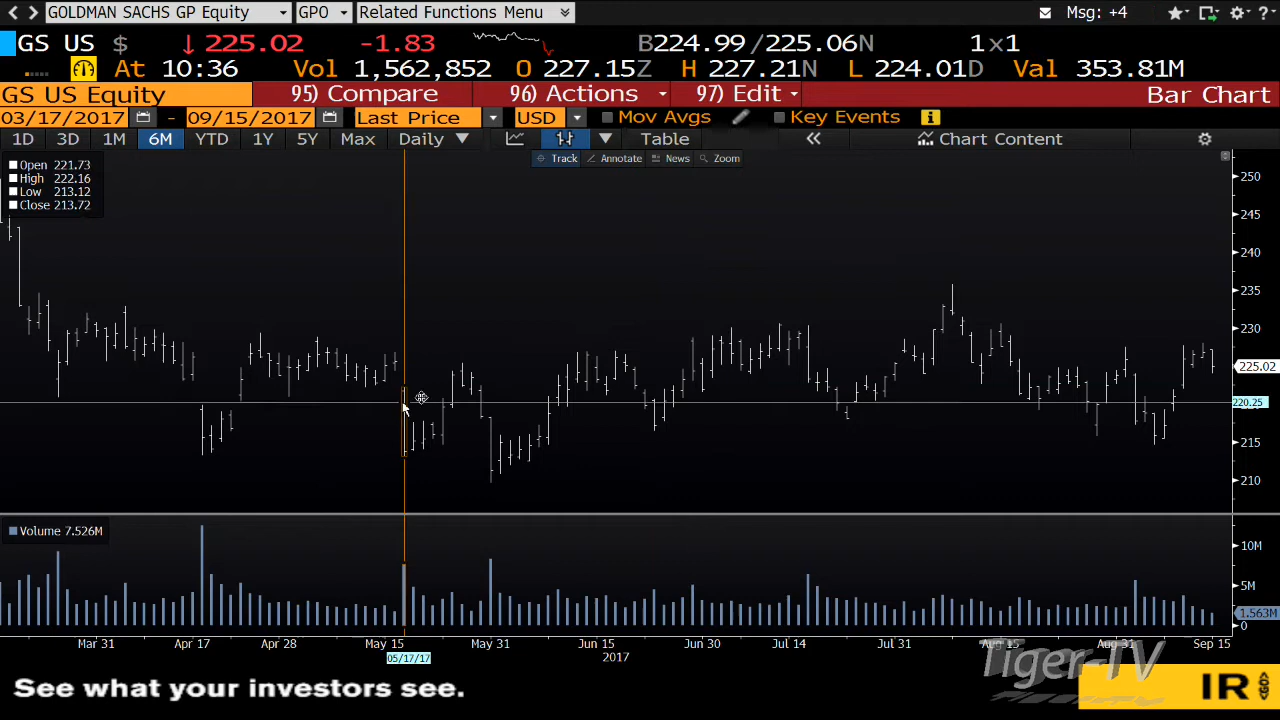 GOLDMAN SACHS GP Equity GPO Related Functions Menu Msg: +4 ?
GS US $ 225.02 -1.83 B224.99/225.06N 1x1
At 10:36 Vol 1,562,852 O 227.15Z H 227.21N L 224.01D Val 353.81M
GS US Equity 95) Compare 96) Actions 97) Edit Bar Chart
03/17/2017 - 09/15/2017 Last Price USD Mov Avgs Key Events
1D 3D 1M 6M YTD 1Y 5Y Max Daily Table « Chart Content
Track Annotate News Zoom
Open 221.73
High 222.16
Low 213.12
Close 213.72
250
245
240
235
230
225.02
220.25
215
210
Volume 7.526M
10M
5M
1.563M
0
Mar 31 Apr 17 Apr 28 May 15 May 31 Jun 15 Jun 30 Jul 14 Jul 31 Aug 15 Aug 31 Sep 15
05/17/17 2017
Tiger-TV
See what your investors see. IR